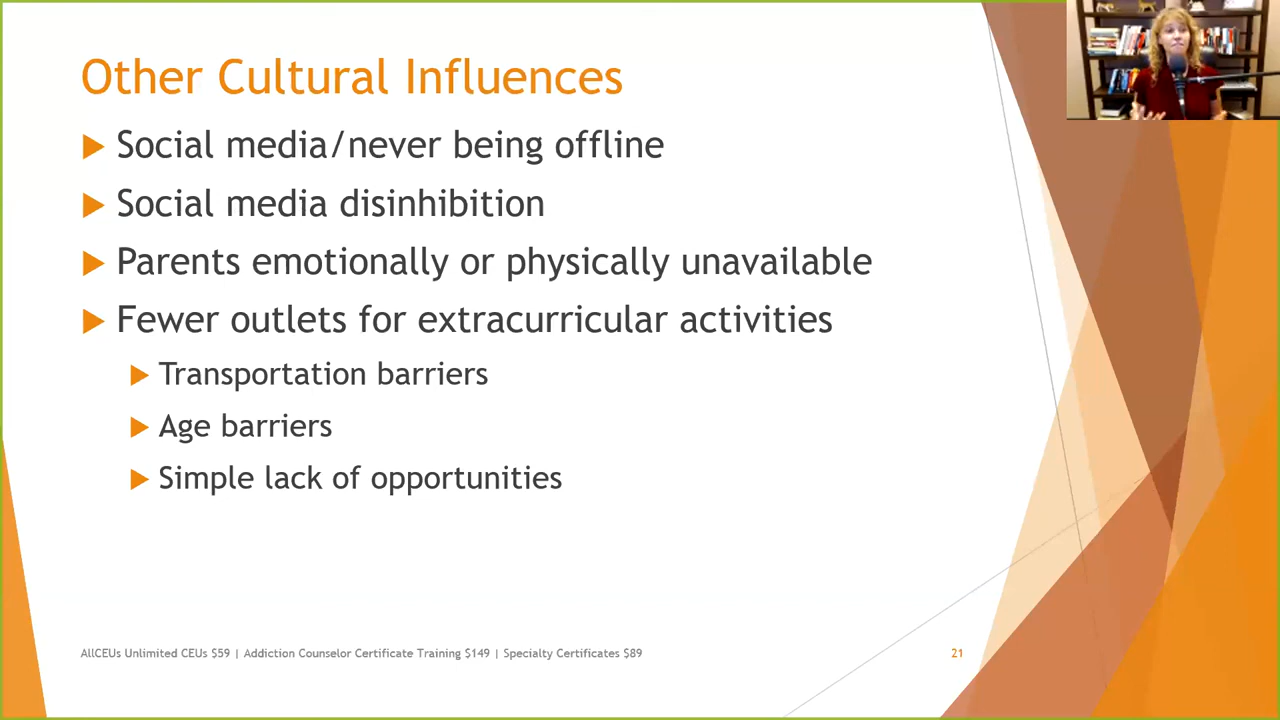 Other Cultural Influences
Social media/never being offline
Social media disinhibition
Parents emotionally or physically unavailable
Fewer outlets for extracurricular activities
Transportation barriers
Age barriers
Simple lack of opportunities
AllCEUs Unlimited CEUs $59 | Addiction Counselor Certificate Training $149 | Specialty Certificates $89
21